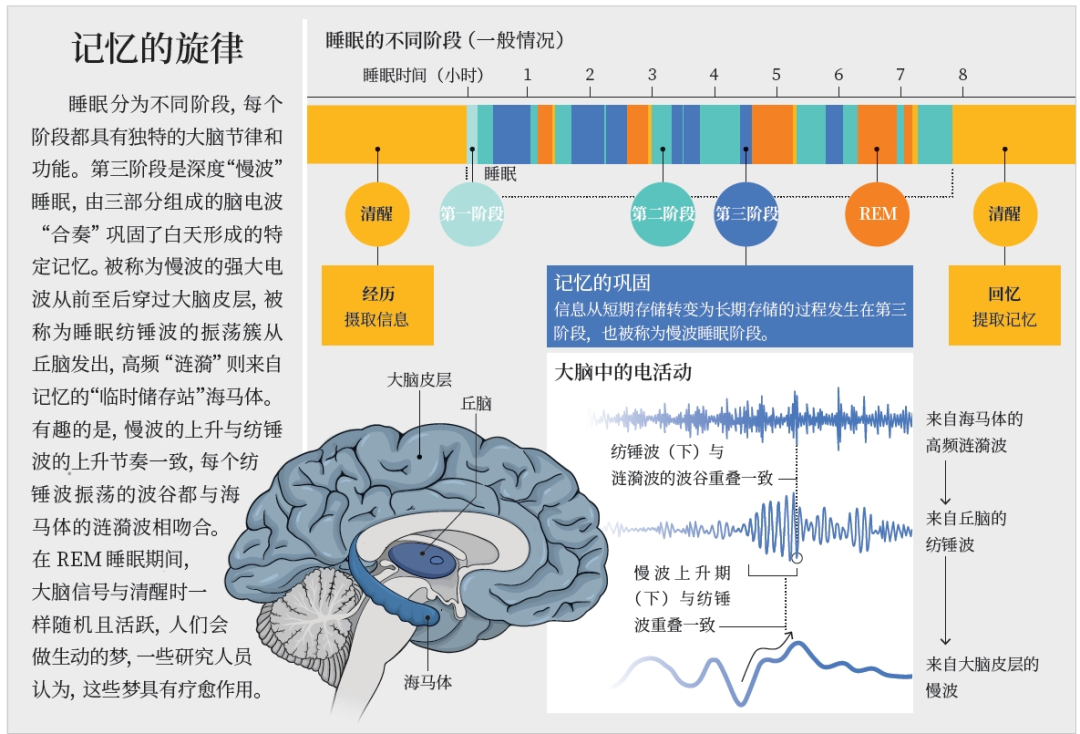 记忆的旋律
睡眠分为不同阶段, 每个
阶段都具有独特的大脑节律和
功能。第三阶段是深度“慢波”
睡眠, 由三部分组成的脑电波
“合奏” 巩固了白天形成的特
定记忆。被称为慢波的强大电
波从前至后穿过大脑皮层, 被
称为睡眠纺锤波的振荡簇从
丘脑发出, 高频 “涟漪” 则来自
记忆的“临时储存站”海马体。
有趣的是, 慢波的上升与纺锤
波的上升节奏一致, 每个纺
锤波振荡的波谷都与海
马体的涟漪波相吻合。
在 REM 睡眠期间,
大脑信号与清醒时一
样随机且活跃, 人们会
做生动的梦, 一些研究人员
认为, 这些梦具有疗愈作用。
睡眠的不同阶段（一般情况）
睡眠时间（小时） 1 2 3 4 5 6 7 8
睡眠
清醒 第一阶段 第二阶段 第三阶段 REM 清醒
经历
摄取信息
记忆的巩固
信息从短期存储转变为长期存储的过程发生在第三
阶段，也被称为慢波睡眠阶段。
回忆
提取记忆
大脑皮层
丘脑
海马体
大脑中的电活动
来自海马体的
高频涟漪波
纺锤波（下）与
涟漪波的波谷重叠一致
来自丘脑的
纺锤波
慢波上升期
（下）与纺锤
波重叠一致
来自大脑皮层的
慢波